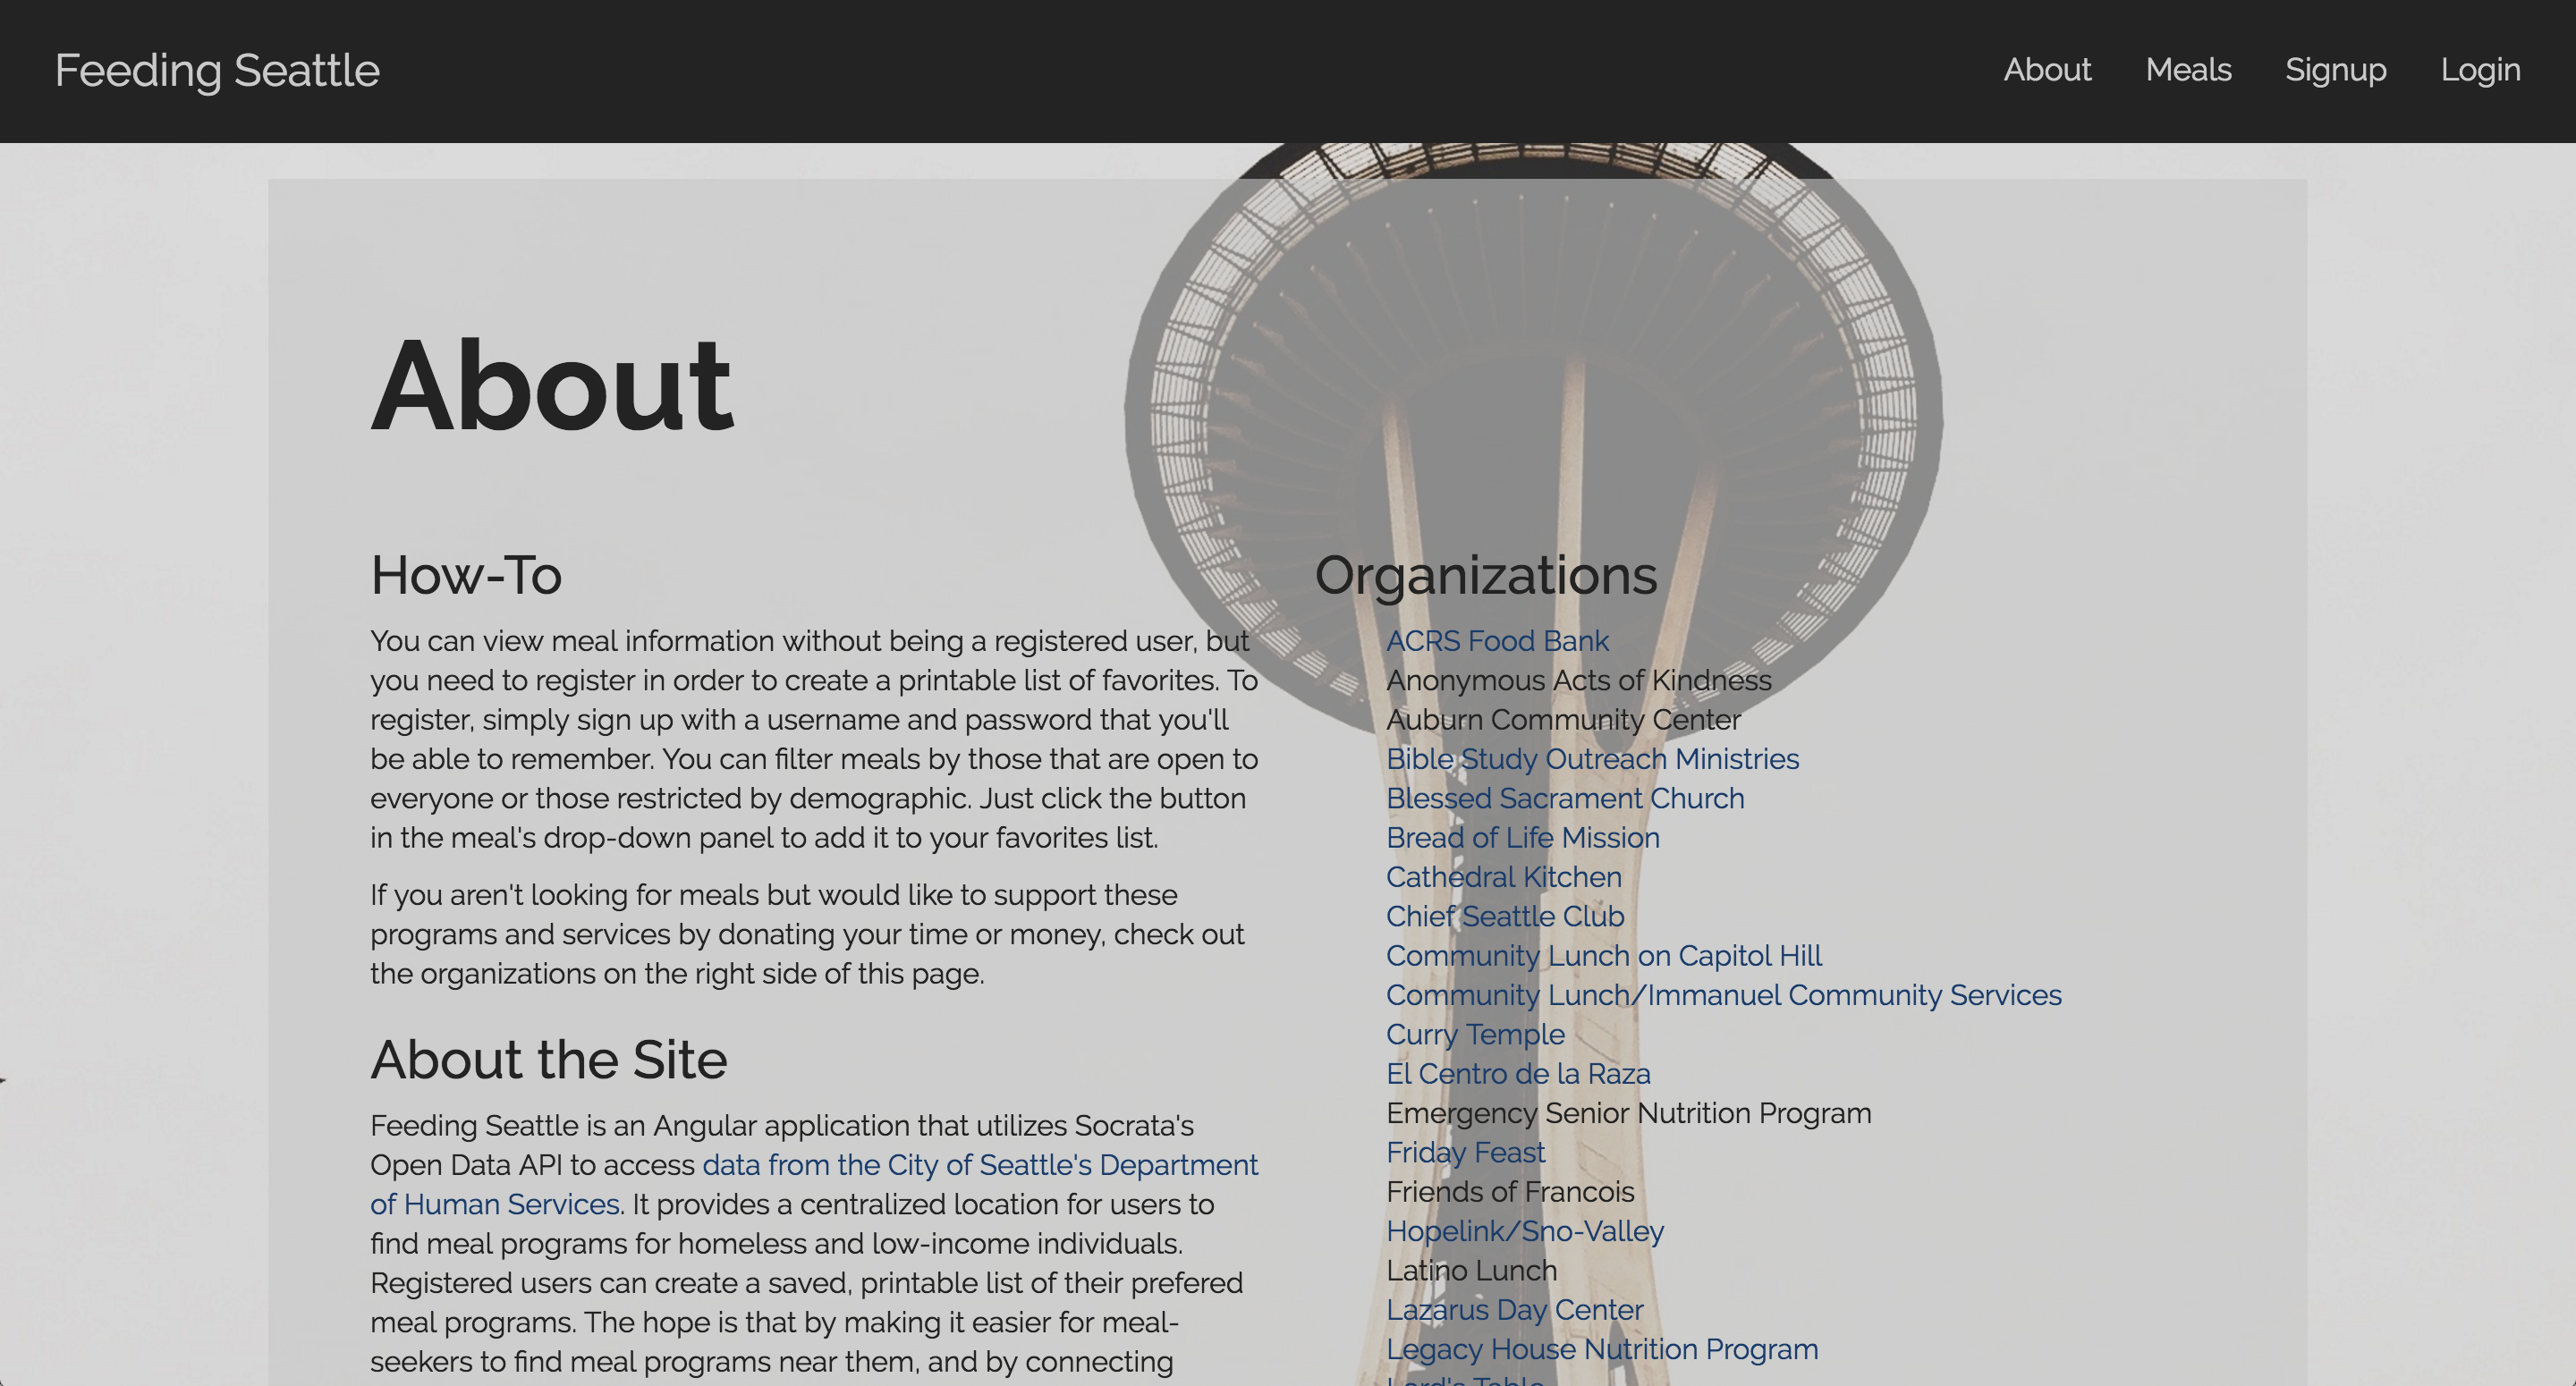 Feeding Seattle
About Meals Signup Login
About
How-To
You can view meal information without being a registered user, but
you need to register in order to create a printable list of favorites. To
register, simply sign up with a username and password that you'll
be able to remember. You can filter meals by those that are open to
everyone or those restricted by demographic. Just click the button
in the meal's drop-down panel to add it to your favorites list.
If you aren't looking for meals but would like to support these
programs and services by donating your time or money, check out
the organizations on the right side of this page.
About the Site
Feeding Seattle is an Angular application that utilizes Socrata's
Open Data API to access data from the City of Seattle's Department
of Human Services. It provides a centralized location for users to
find meal programs for homeless and low-income individuals.
Registered users can create a saved, printable list of their prefered
meal programs. The hope is that by making it easier for meal-
seekers to find meal programs near them, and by connecting
Organizations
ACRS Food Bank
Anonymous Acts of Kindness
Auburn Community Center
Bible Study Outreach Ministries
Blessed Sacrament Church
Bread of Life Mission
Cathedral Kitchen
Chief Seattle Club
Community Lunch on Capitol Hill
Community Lunch/Immanuel Community Services
Curry Temple
El Centro de la Raza
Emergency Senior Nutrition Program
Friday Feast
Friends of Francois
Hopelink/Sno-Valley
Latino Lunch
Lazarus Day Center
Legacy House Nutrition Program
Lord's Table